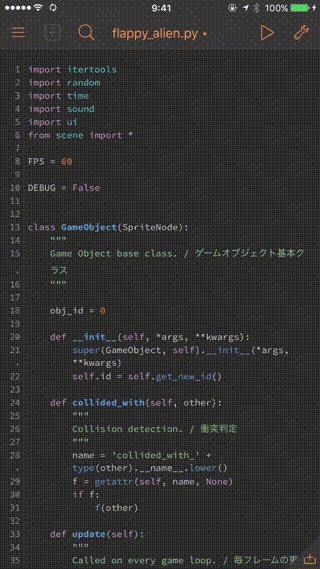 9:41
100%
flappy_alien.py
1 import itertools
2 import random
3 import time
4 import sound
5 import ui
6 from scene import *
7
8 FPS = 60
9
10 DEBUG = False
11
12
13 class GameObject(SpriteNode):
14 """
15 Game Object base class. / ゲームオブジェクト基本ク
. ラス
16 """
17
18 obj_id = 0
19
20 def __init__(self, *args, **kwargs):
21 super(GameObject, self).__init__(*args,
. **kwargs)
22 self.id = self.get_new_id()
23
24 def collided_with(self, other):
25 """
26 Collision detection. / 衝突判定
27 """
28 name = 'collided_with_' +
. type(other).__name__.lower()
29 f = getattr(self, name, None)
30 if f:
31 f(other)
32
33 def update(self):
34 """
35 Called on every game loop. / 毎フレームの更